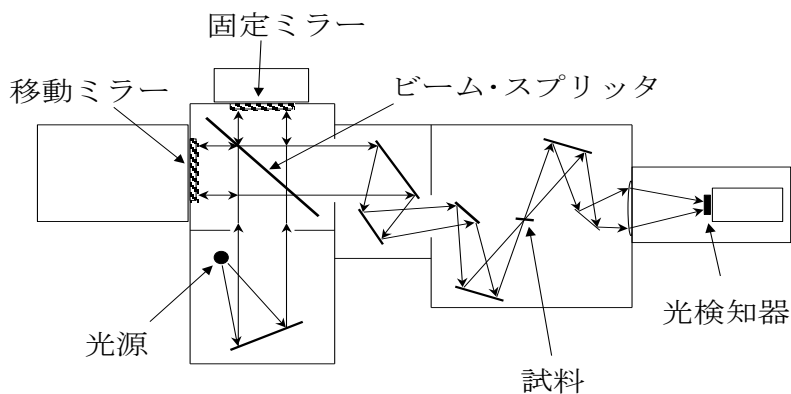 固定ミラー
移動ミラー
ビーム・スプリッタ
光源
試料
光検知器